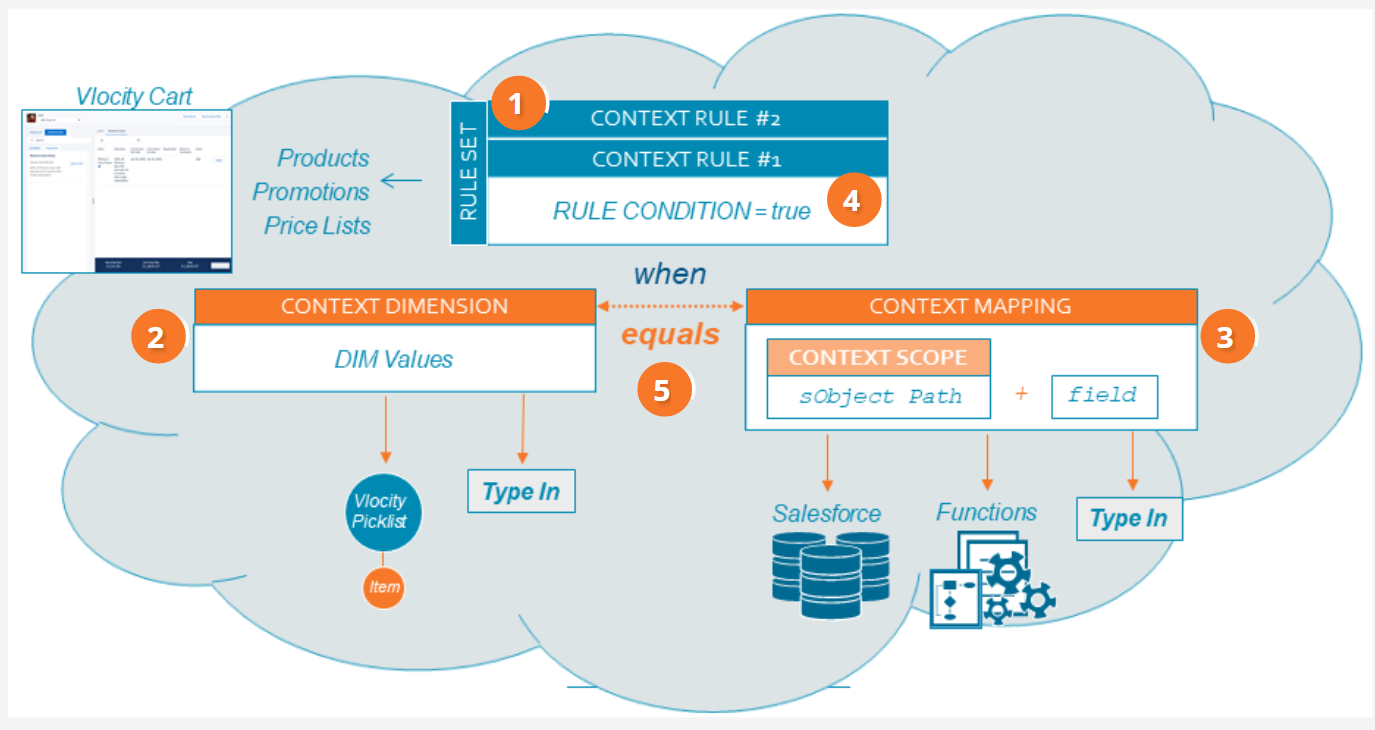 Vlocity Cart
Products
Promotions
Price Lists
RULE SET
1
CONTEXT RULE #2
CONTEXT RULE #1
RULE CONDITION = true
4
when
equals
5
2
CONTEXT DIMENSION
DIM Values
Vlocity
Picklist
Item
Type In
CONTEXT MAPPING
3
CONTEXT SCOPE
sObject Path + field
Salesforce
Functions
Type In